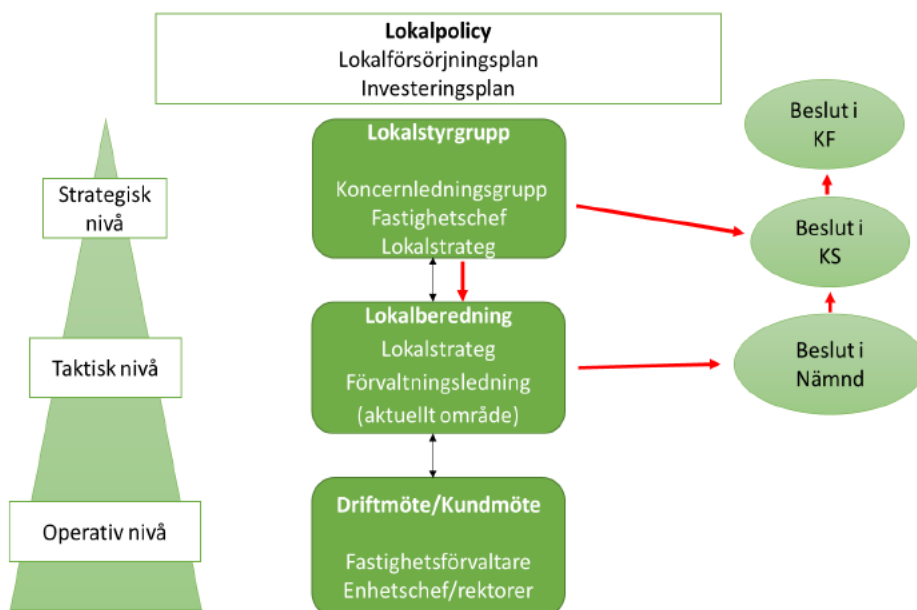 Lokalpolicy
Lokalförsörjningsplan
Investeringsplan
Strategisk
nivå
Taktisk nivå
Operativ nivå
Lokalstyrgrupp
Koncernledningsgrupp
Fastighetschef
Lokalstrateg
Lokalberedning
Lokalstrateg
Förvaltningsledning
(aktuellt område)
Driftmöte/Kundmöte
Fastighetsförvaltare
Enhetschef/rektorer
Beslut i
KF
Beslut i
KS
Beslut i
Nämnd